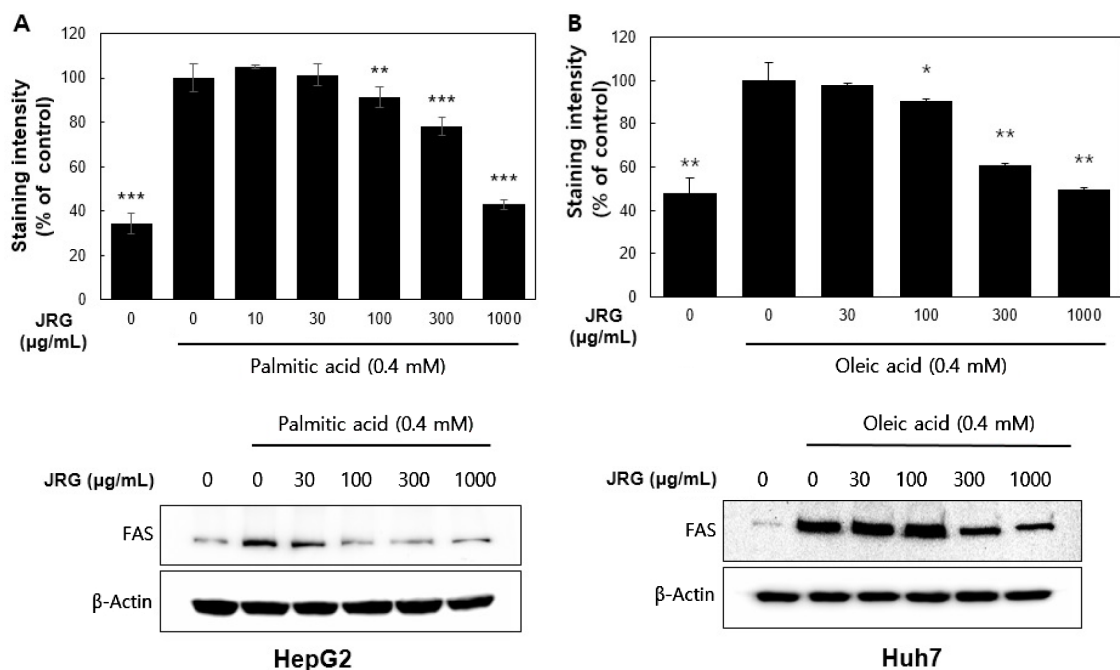 A
Staining intensity
(% of control)
120
100
80
60
40
20
0
***
**
***
***
JRG
(µg/mL)
0 0 10 30 100 300 1000
Palmitic acid (0.4 mM)
B
Staining intensity
(% of control)
120
100
80
60
40
20
0
**
*
**
**
JRG
(µg/mL)
0 0 30 100 300 1000
Oleic acid (0.4 mM)
Palmitic acid (0.4 mM)
JRG (µg/mL) 0 0 30 100 300 1000
FAS
β-Actin
HepG2
Oleic acid (0.4 mM)
JRG (µg/mL) 0 0 30 100 300 1000
FAS
β-Actin
Huh7